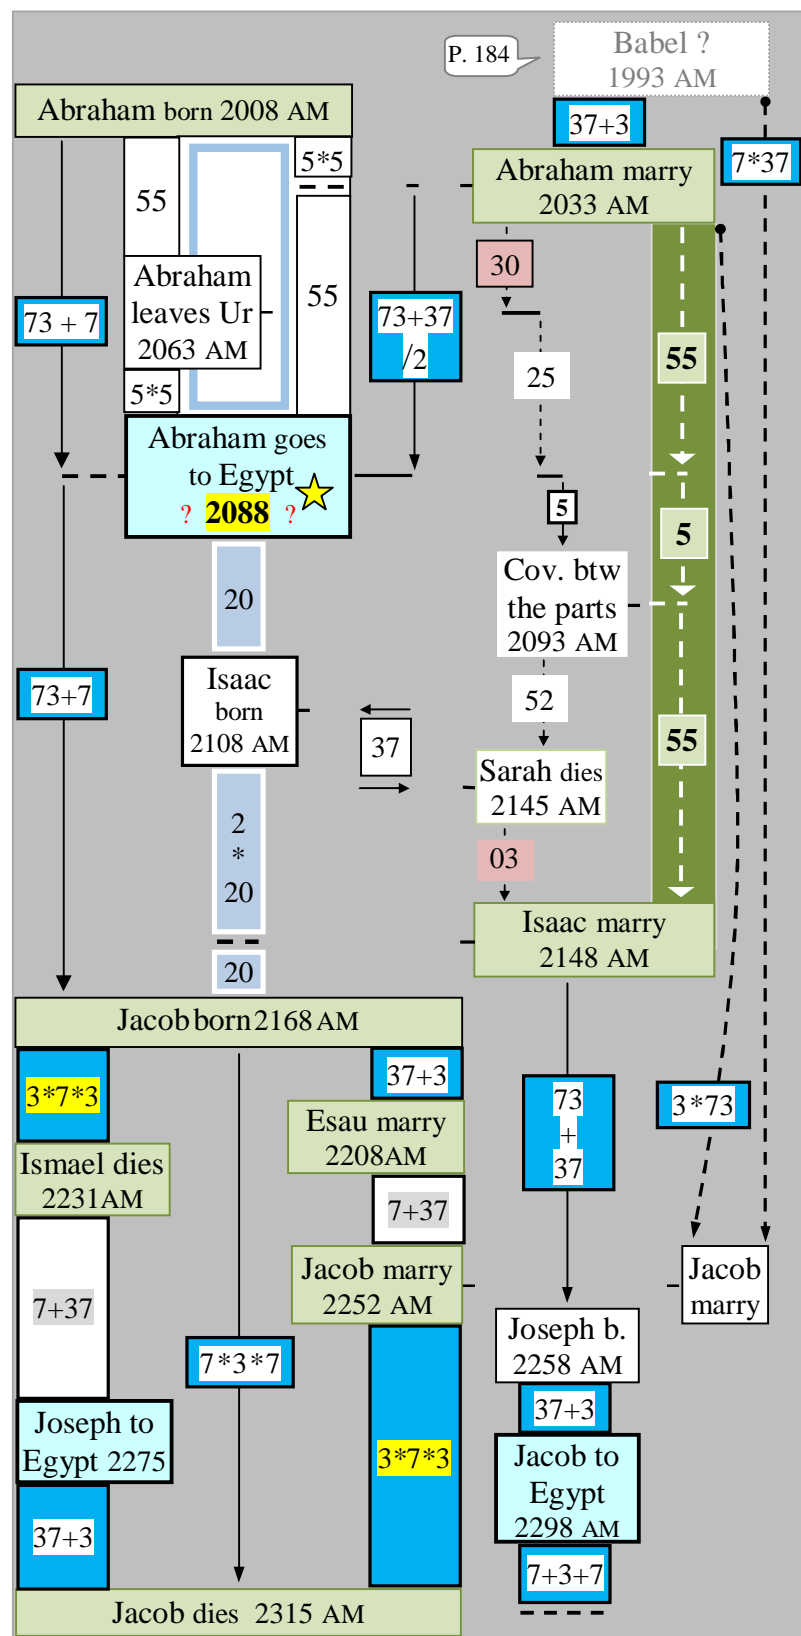 Babel ?
1993 AM
P. 184
Abraham born 2008 AM
37+3
7*37
5*5
55
Abraham marry
2033 AM
30
Abraham
leaves Ur
2063 AM
55
73 + 7
73+37
/2
55
25
5*5
Abraham goes
to Egypt
? 2088 ?
5
5
Cov. btw
the parts
2093 AM
20
73+7
Isaac
born
2108 AM
52
37
55
Sarah dies
2145 AM
2
*
20
03
Isaac marry
2148 AM
20
Jacob born 2168 AM
3*7*3
37+3
73
+
37
3*73
Esau marry
2208AM
Ismael dies
2231AM
7+37
Jacob marry
2252 AM
Jacob
marry
7+37
Joseph b.
2258 AM
7*3*7
37+3
Joseph to
Egypt 2275
3*7*3
Jacob to
Egypt
2298 AM
37+3
7+3+7
Jacob dies 2315 AM